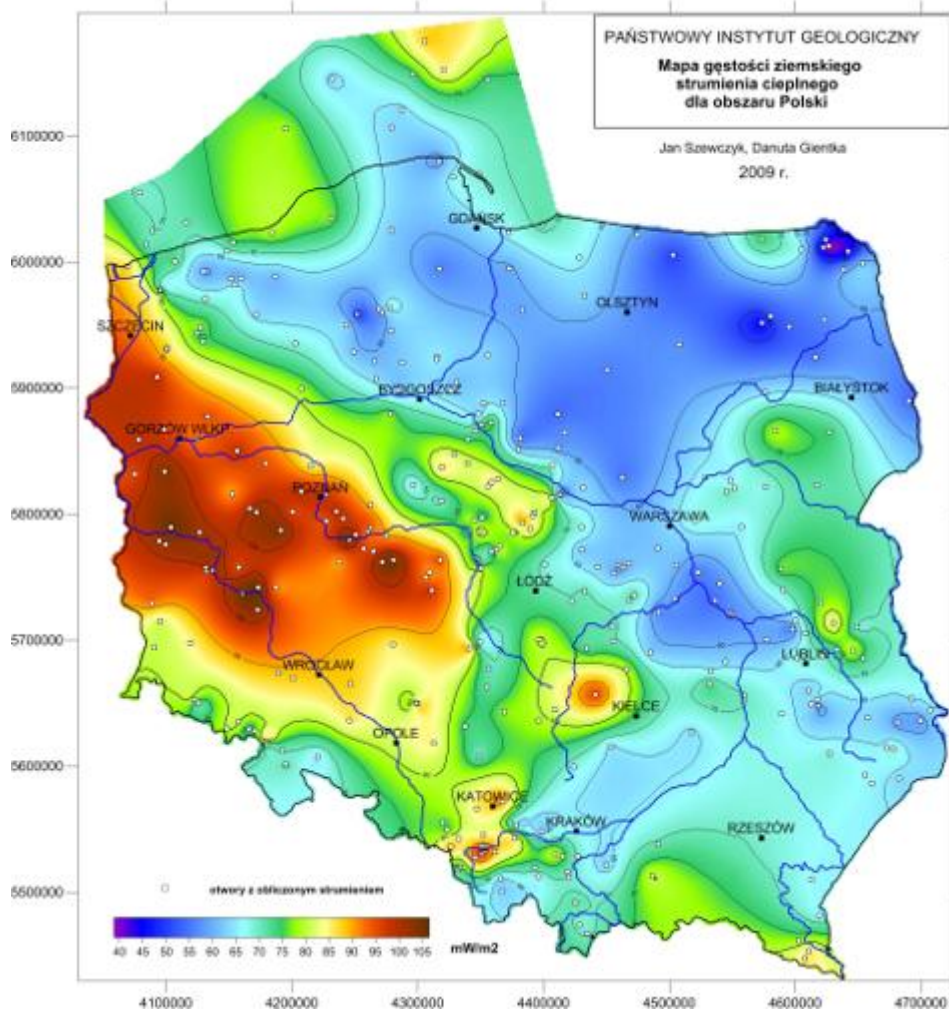 PAŃSTWOWY INSTYTUT GEOLOGICZNY
Mapa gęstości ziemskiego
strumienia cieplnego
dla obszaru Polski
Jan Szewczyk, Danuta Gientka
2009 r.
6100000
GDAŃSK
6000000
OLSZTYN
SZCZECIN
5900000
BYDGOSZCZ
BIAŁYSTOK
GORZÓW WLKP
POZNAŃ
5800000
WARSZAWA
ŁÓDŹ
5700000
LUBLIN
WROCŁAW
KIELCE
OPOLE
5600000
KATOWICE
KRAKÓW
RZESZÓW
5500000
otwory z obliczonym strumieniem
mW/m2
40 45 50 55 60 65 70 75 80 85 90 95 100 105
4100000 4200000 4300000 4400000 4500000 4600000 4700000